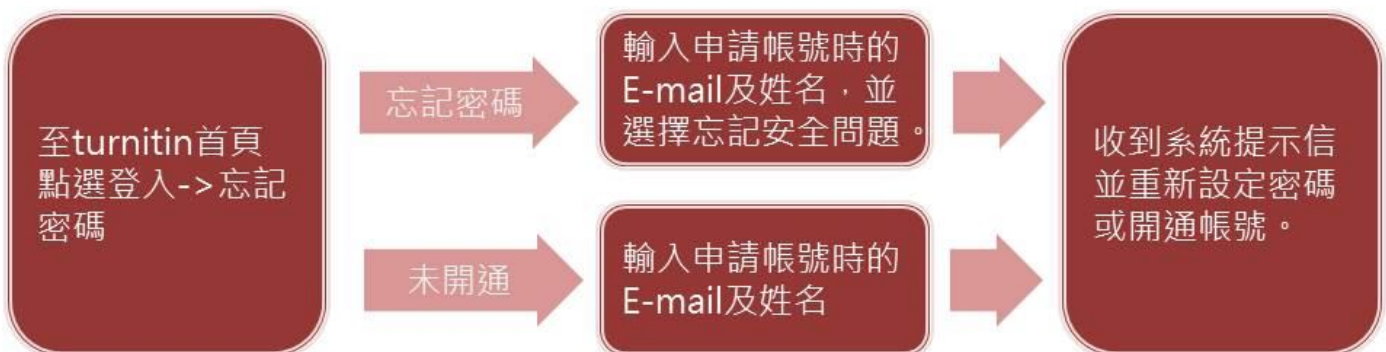 至turnitin首頁
點選登入->忘記
密碼
忘記密碼
輸入申請帳號時的
E-mail及姓名，並
選擇忘記安全問題。
未開通
輸入申請帳號時的
E-mail及姓名
收到系統提示信
並重新設定密碼
或開通帳號。